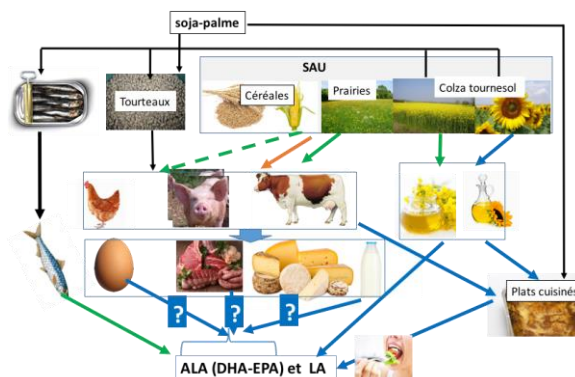 soja-palme
SAU
Tourteaux
Céréales
Prairies
Colza tournesol
?
?
?
Plats cuisinés
ALA (DHA-EPA) et LA